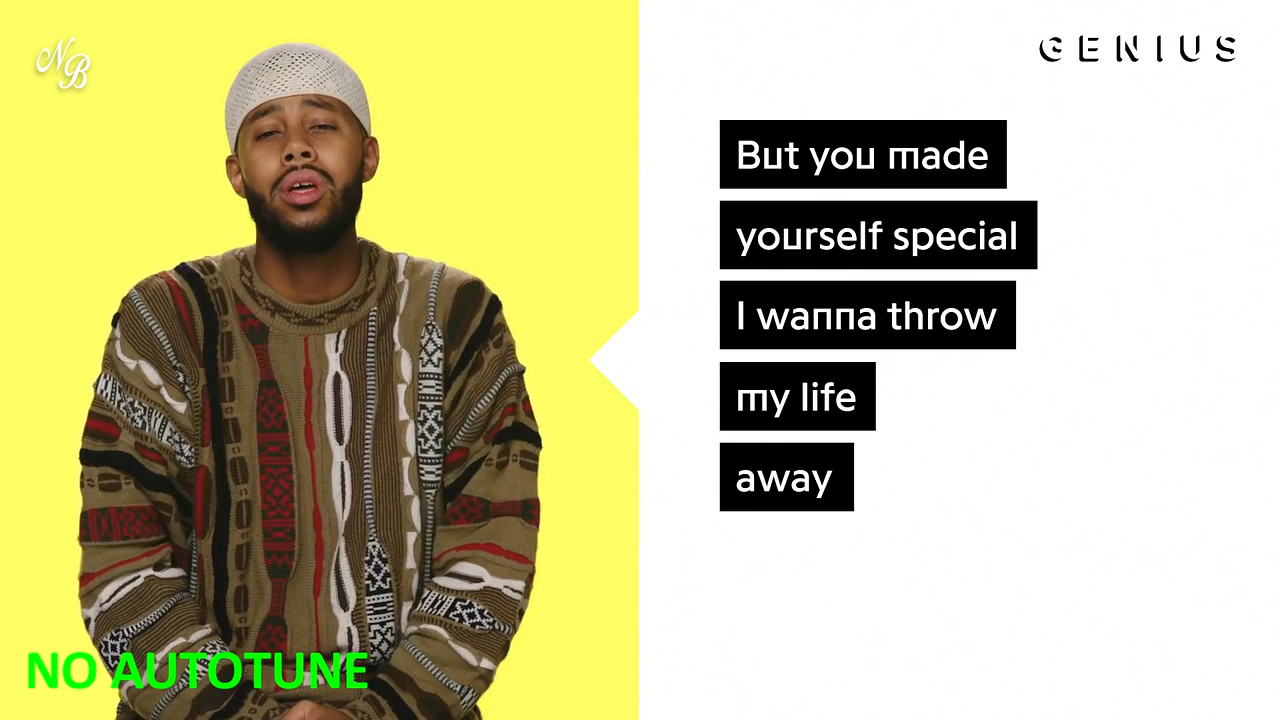 NB
GENIUS
But you made
yourself special
I wanna throw
my life
away
NO AUTOTUNE